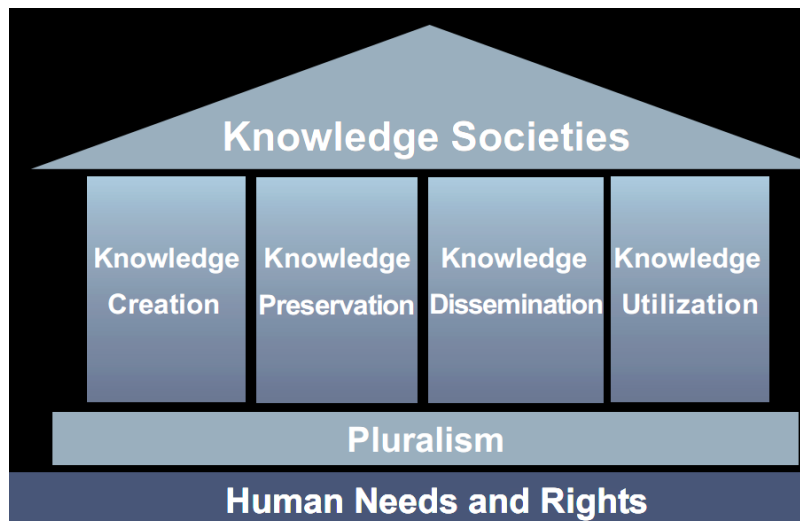 Knowledge Societies
Knowledge
Creation
Knowledge
Preservation
Knowledge
Dissemination
Knowledge
Utilization
Pluralism
Human Needs and Rights